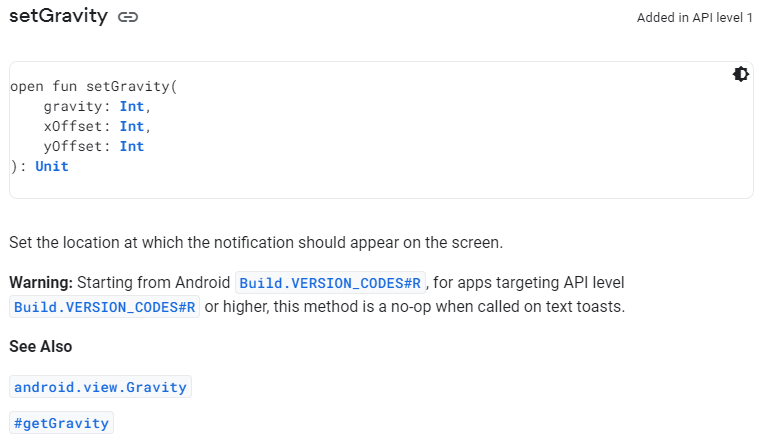 setGravity
Added in API level 1
open fun setGravity(
    gravity: Int,
    xOffset: Int,
    yOffset: Int
): Unit
Set the location at which the notification should appear on the screen.
Warning: Starting from Android Build.VERSION_CODES#R, for apps targeting API level
Build.VERSION_CODES#R or higher, this method is a no-op when called on text toasts.
See Also
android.view.Gravity
#getGravity